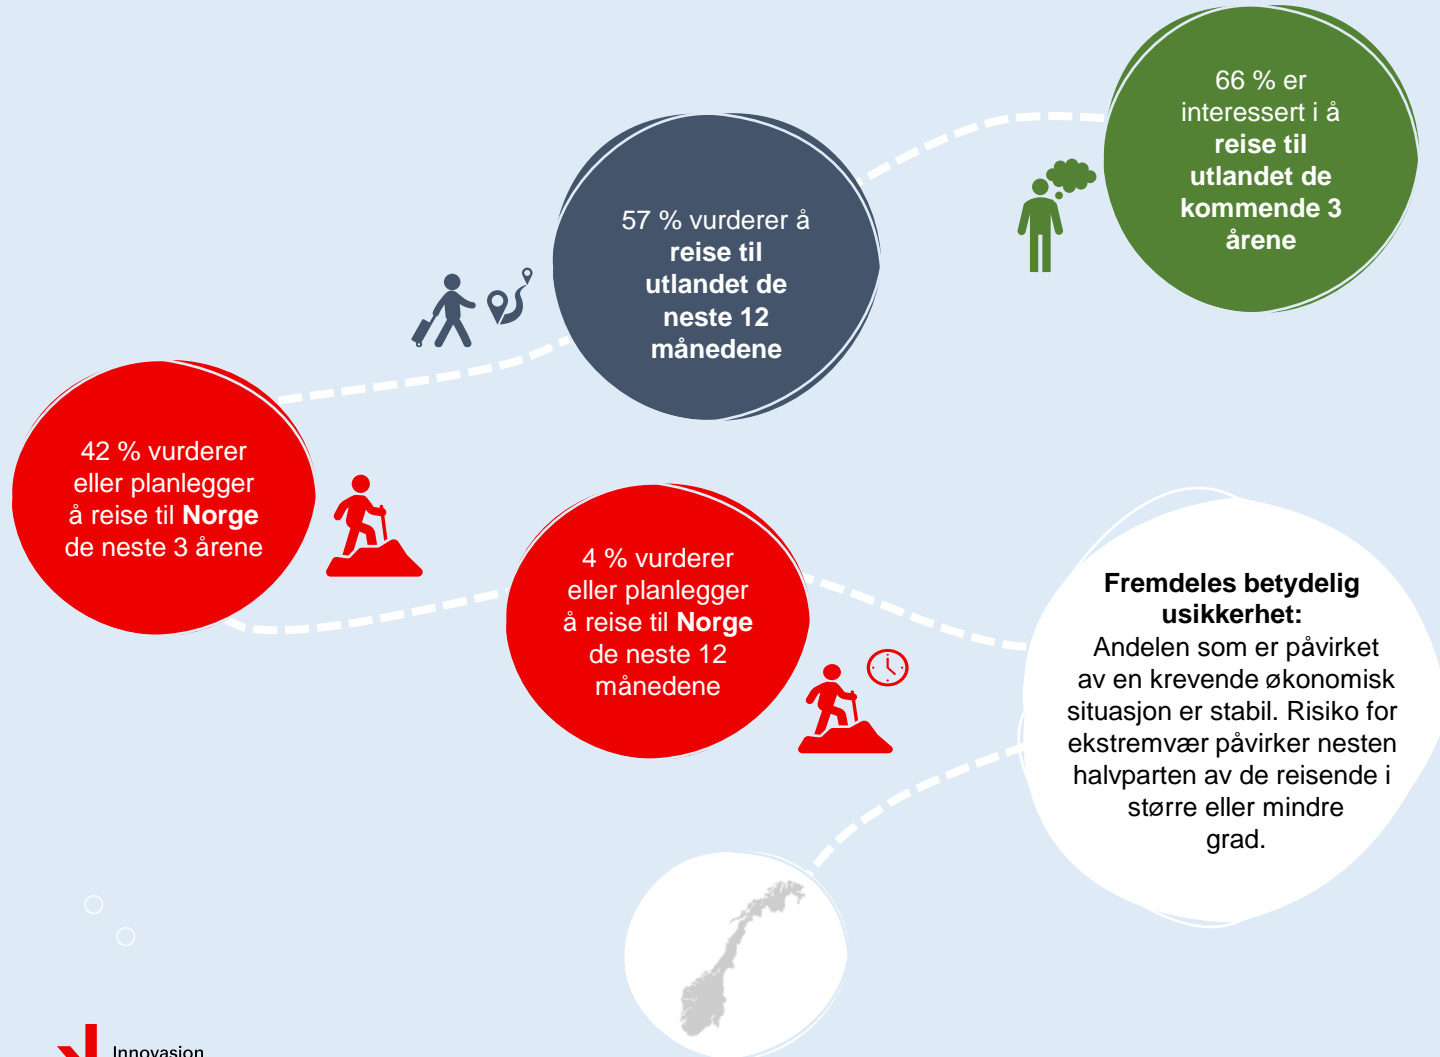 66 % er
interessert i å
reise til
utlandet de
kommende 3
årene
57 % vurderer å
reise til
utlandet de
neste 12
månedene
42 % vurderer
eller planlegger
å reise til Norge
de neste 3 årene
4 % vurderer
eller planlegger
å reise til Norge
de neste 12
månedene
Fremdeles betydelig
usikkerhet:
Andelen som er påvirket
av en krevende økonomisk
situasjon er stabil. Risiko for
ekstremvær påvirker nesten
halvparten av de reisende i
større eller mindre
grad.
Innovasjon